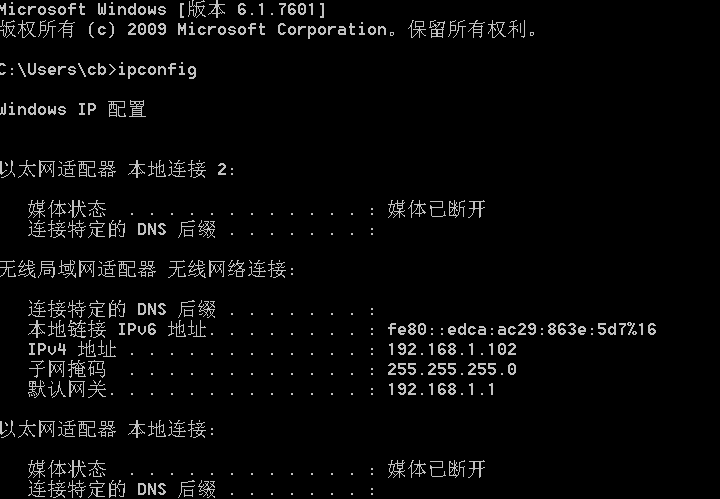 Microsoft Windows [版本 6.1.7601]
版权所有 (c) 2009 Microsoft Corporation。保留所有权利。
C:\Users\cb>ipconfig
Windows IP 配置
以太网适配器 本地连接 2:
媒体状态 . . . . . . . . . . . . : 媒体已断开
连接特定的 DNS 后缀 . . . . . . . :
无线局域网适配器 无线网络连接:
连接特定的 DNS 后缀 . . . . . . . :
本地链接 IPv6 地址. . . . . . . . : fe80::edca:ac29:863e:5d7%16
IPv4 地址 . . . . . . . . . . . . : 192.168.1.102
子网掩码 . . . . . . . . . . . . : 255.255.255.0
默认网关. . . . . . . . . . . . . : 192.168.1.1
以太网适配器 本地连接:
媒体状态 . . . . . . . . . . . . : 媒体已断开
连接特定的 DNS 后缀 . . . . . . . :